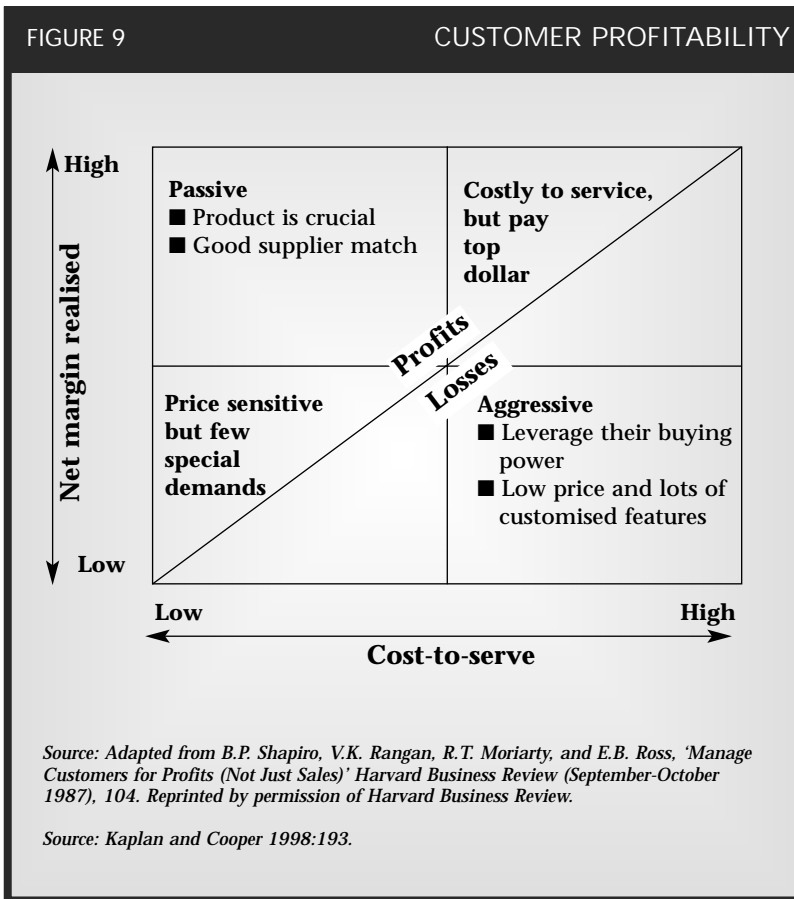 FIGURE 9
CUSTOMER PROFITABILITY
High
Net margin realised
Low
Passive
■ Product is crucial
■ Good supplier match
Costly to service,
but pay
top
dollar
Profits
Losses
Price sensitive
but few
special
demands
Aggressive
■ Leverage their buying
power
■ Low price and lots of
customised features
Low
High
Cost-to-serve
Source: Adapted from B.P. Shapiro, V.K. Rangan, R.T. Moriarty, and E.B. Ross, ‘Manage
Customers for Profits (Not Just Sales)’ Harvard Business Review (September-October
1987), 104. Reprinted by permission of Harvard Business Review.
Source: Kaplan and Cooper 1998:193.